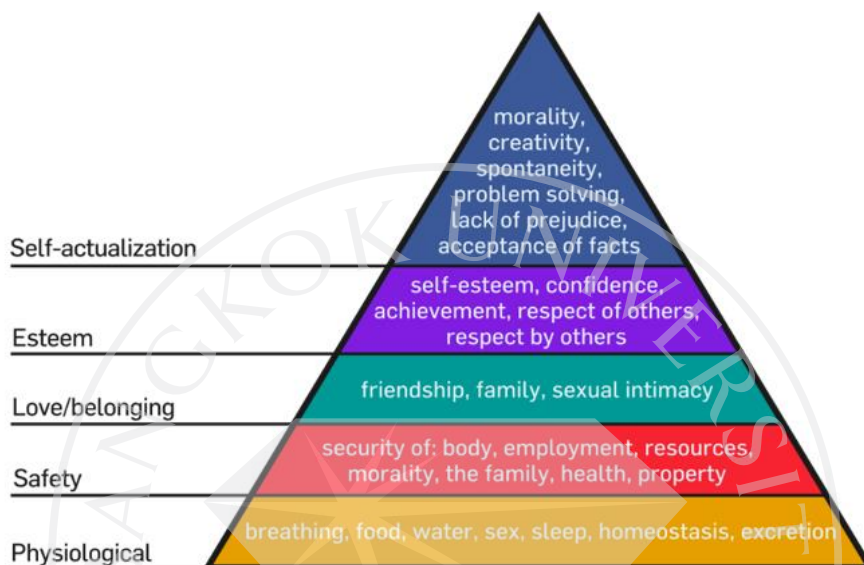 morality,
creativity,
spontaneity,
problem solving,
lack of prejudice,
acceptance of facts
Self-actualization
self-esteem, confidence,
achievement, respect of others,
respect by others
Esteem
friendship, family, sexual intimacy
Love/belonging
security of: body, employment, resources,
morality, the family, health, property
Safety
breathing, food, water, sex, sleep, homeostasis, excretion
Physiological
ANGKOK UNIVERSIT